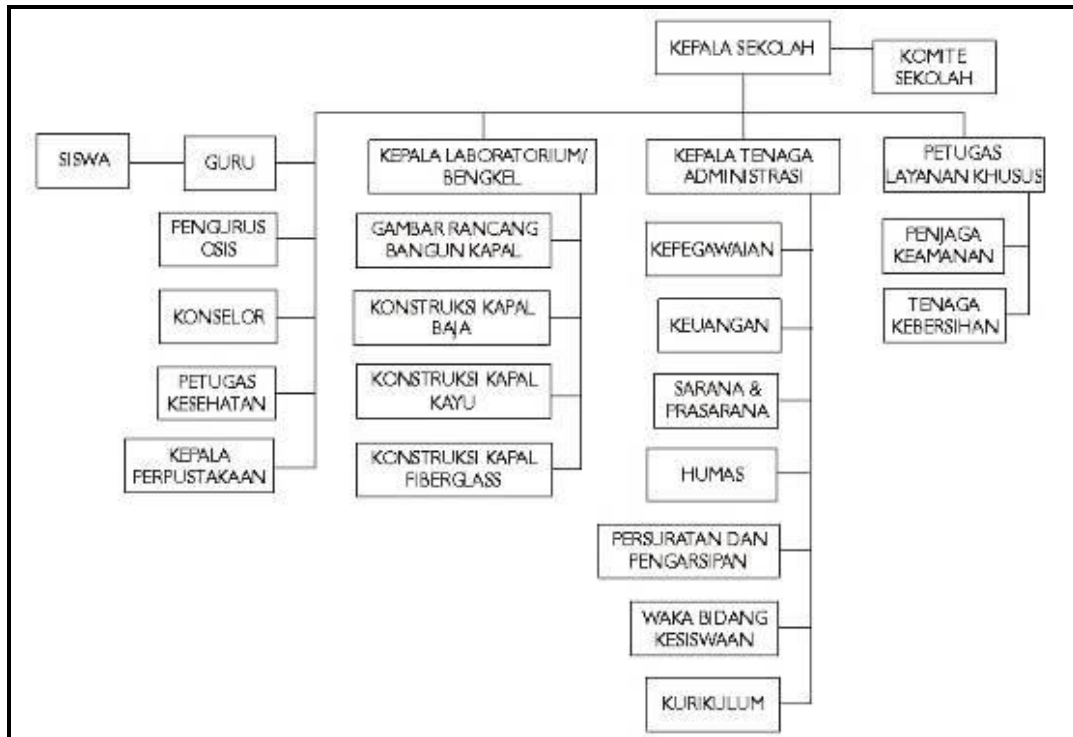 KEPALA SEKOLAH
KOMITE
SEKOLAH
SISWA
GURU
KEPALA LABORATORIUM/
BENGKEL
KEPALA TENAGA
ADMINISTRASI
PETUGAS
LAYANAN KHUSUS
PENGURUS
OSIS
KONSELOR
PETUGAS
KESEHATAN
KEPALA
PERPUSTAKAAN
GAMBAR RANCANG
BANGUN KAPAL
KONSTRUKSI KAPAL
BAJA
KONSTRUKSI KAPAL
KAYU
KONSTRUKSI KAPAL
FIBERGLASS
KEPEGAWAIAN
KEUANGAN
SARANA &
PRASARANA
HUMAS
PERSURATAN DAN
PENGARSIPAN
WAKA BIDANG
KESISWAAN
KURIKULUM
PENJAGA
KEAMANAN
TENAGA
KEBERSIHAN